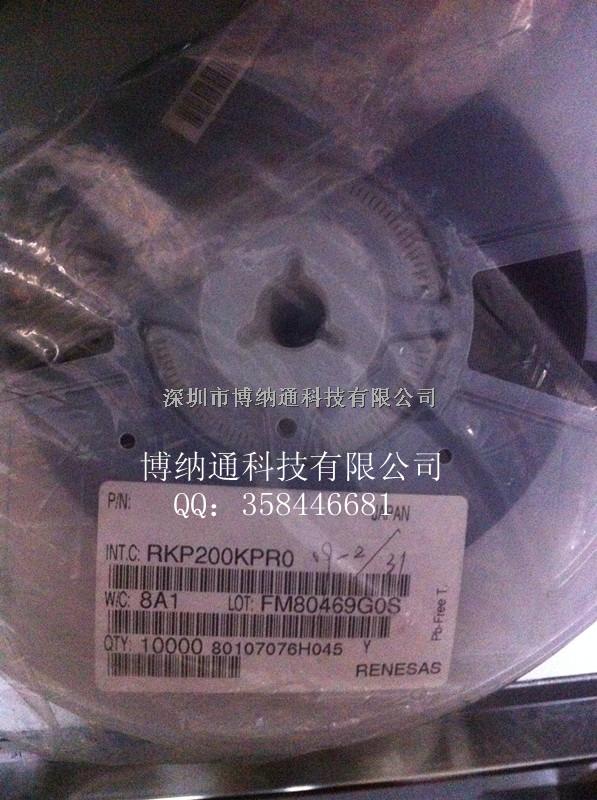 深圳市博纳通科技有限公司
博纳通科技有限公司
QQ：358446681
P/N:
JAPAN
INT.C: RKP200KPR0
W/C: 8A1 LOT: FM80469G0S
QTY: 10000 80107076H045 Y
RENESAS
Pb-Free T.